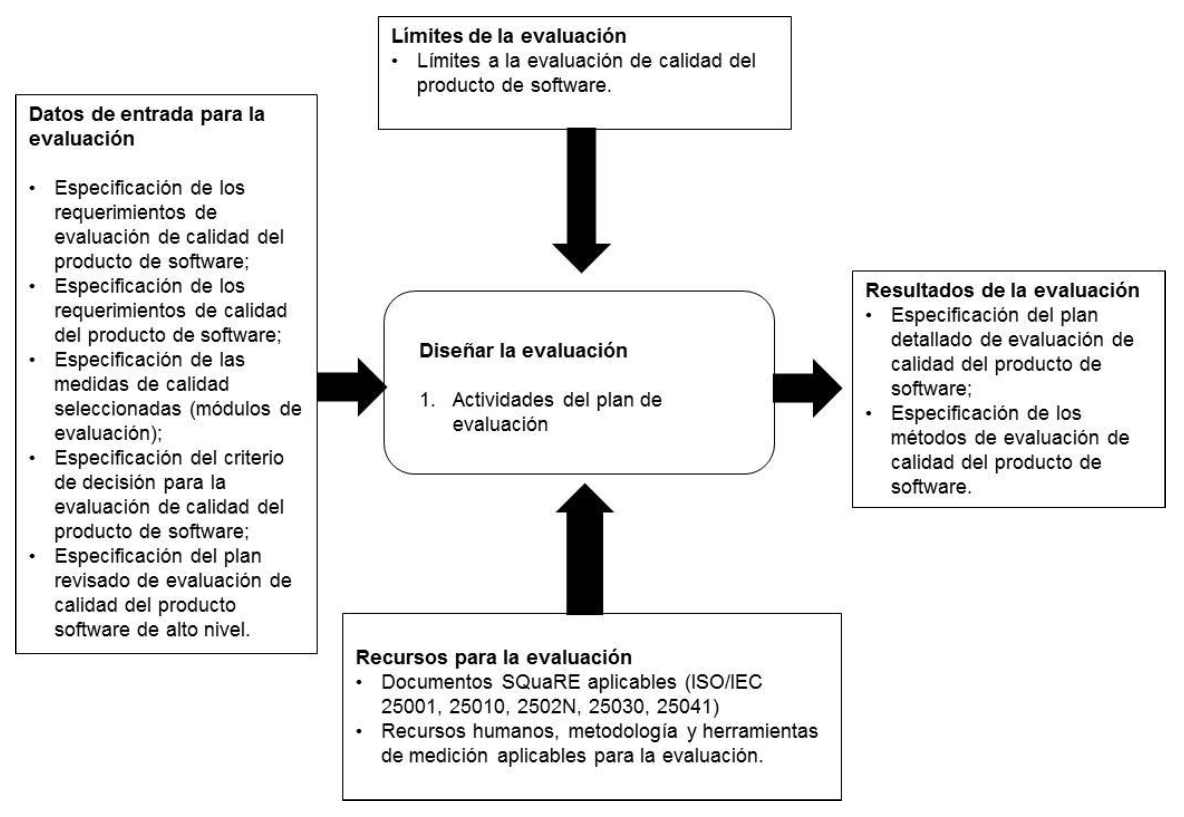 Límites de la evaluación
• Límites a la evaluación de calidad del
producto de software.
Datos de entrada para la
evaluación
• Especificación de los
requerimientos de
evaluación de calidad del
producto de software;
• Especificación de los
requerimientos de calidad
del producto de software;
• Especificación de las
medidas de calidad
seleccionadas (módulos de
evaluación);
• Especificación del criterio
de decisión para la
evaluación de calidad del
producto de software;
• Especificación del plan
revisado de evaluación de
calidad del producto
software de alto nivel.
Diseñar la evaluación
1. Actividades del plan de
evaluación
Resultados de la evaluación
• Especificación del plan
detallado de evaluación de
calidad del producto de
software;
• Especificación de los
métodos de evaluación de
calidad del producto de
software.
Recursos para la evaluación
• Documentos SQuaRE aplicables (ISO/IEC
25001, 25010, 2502N, 25030, 25041)
• Recursos humanos, metodología y herramientas
de medición aplicables para la evaluación.